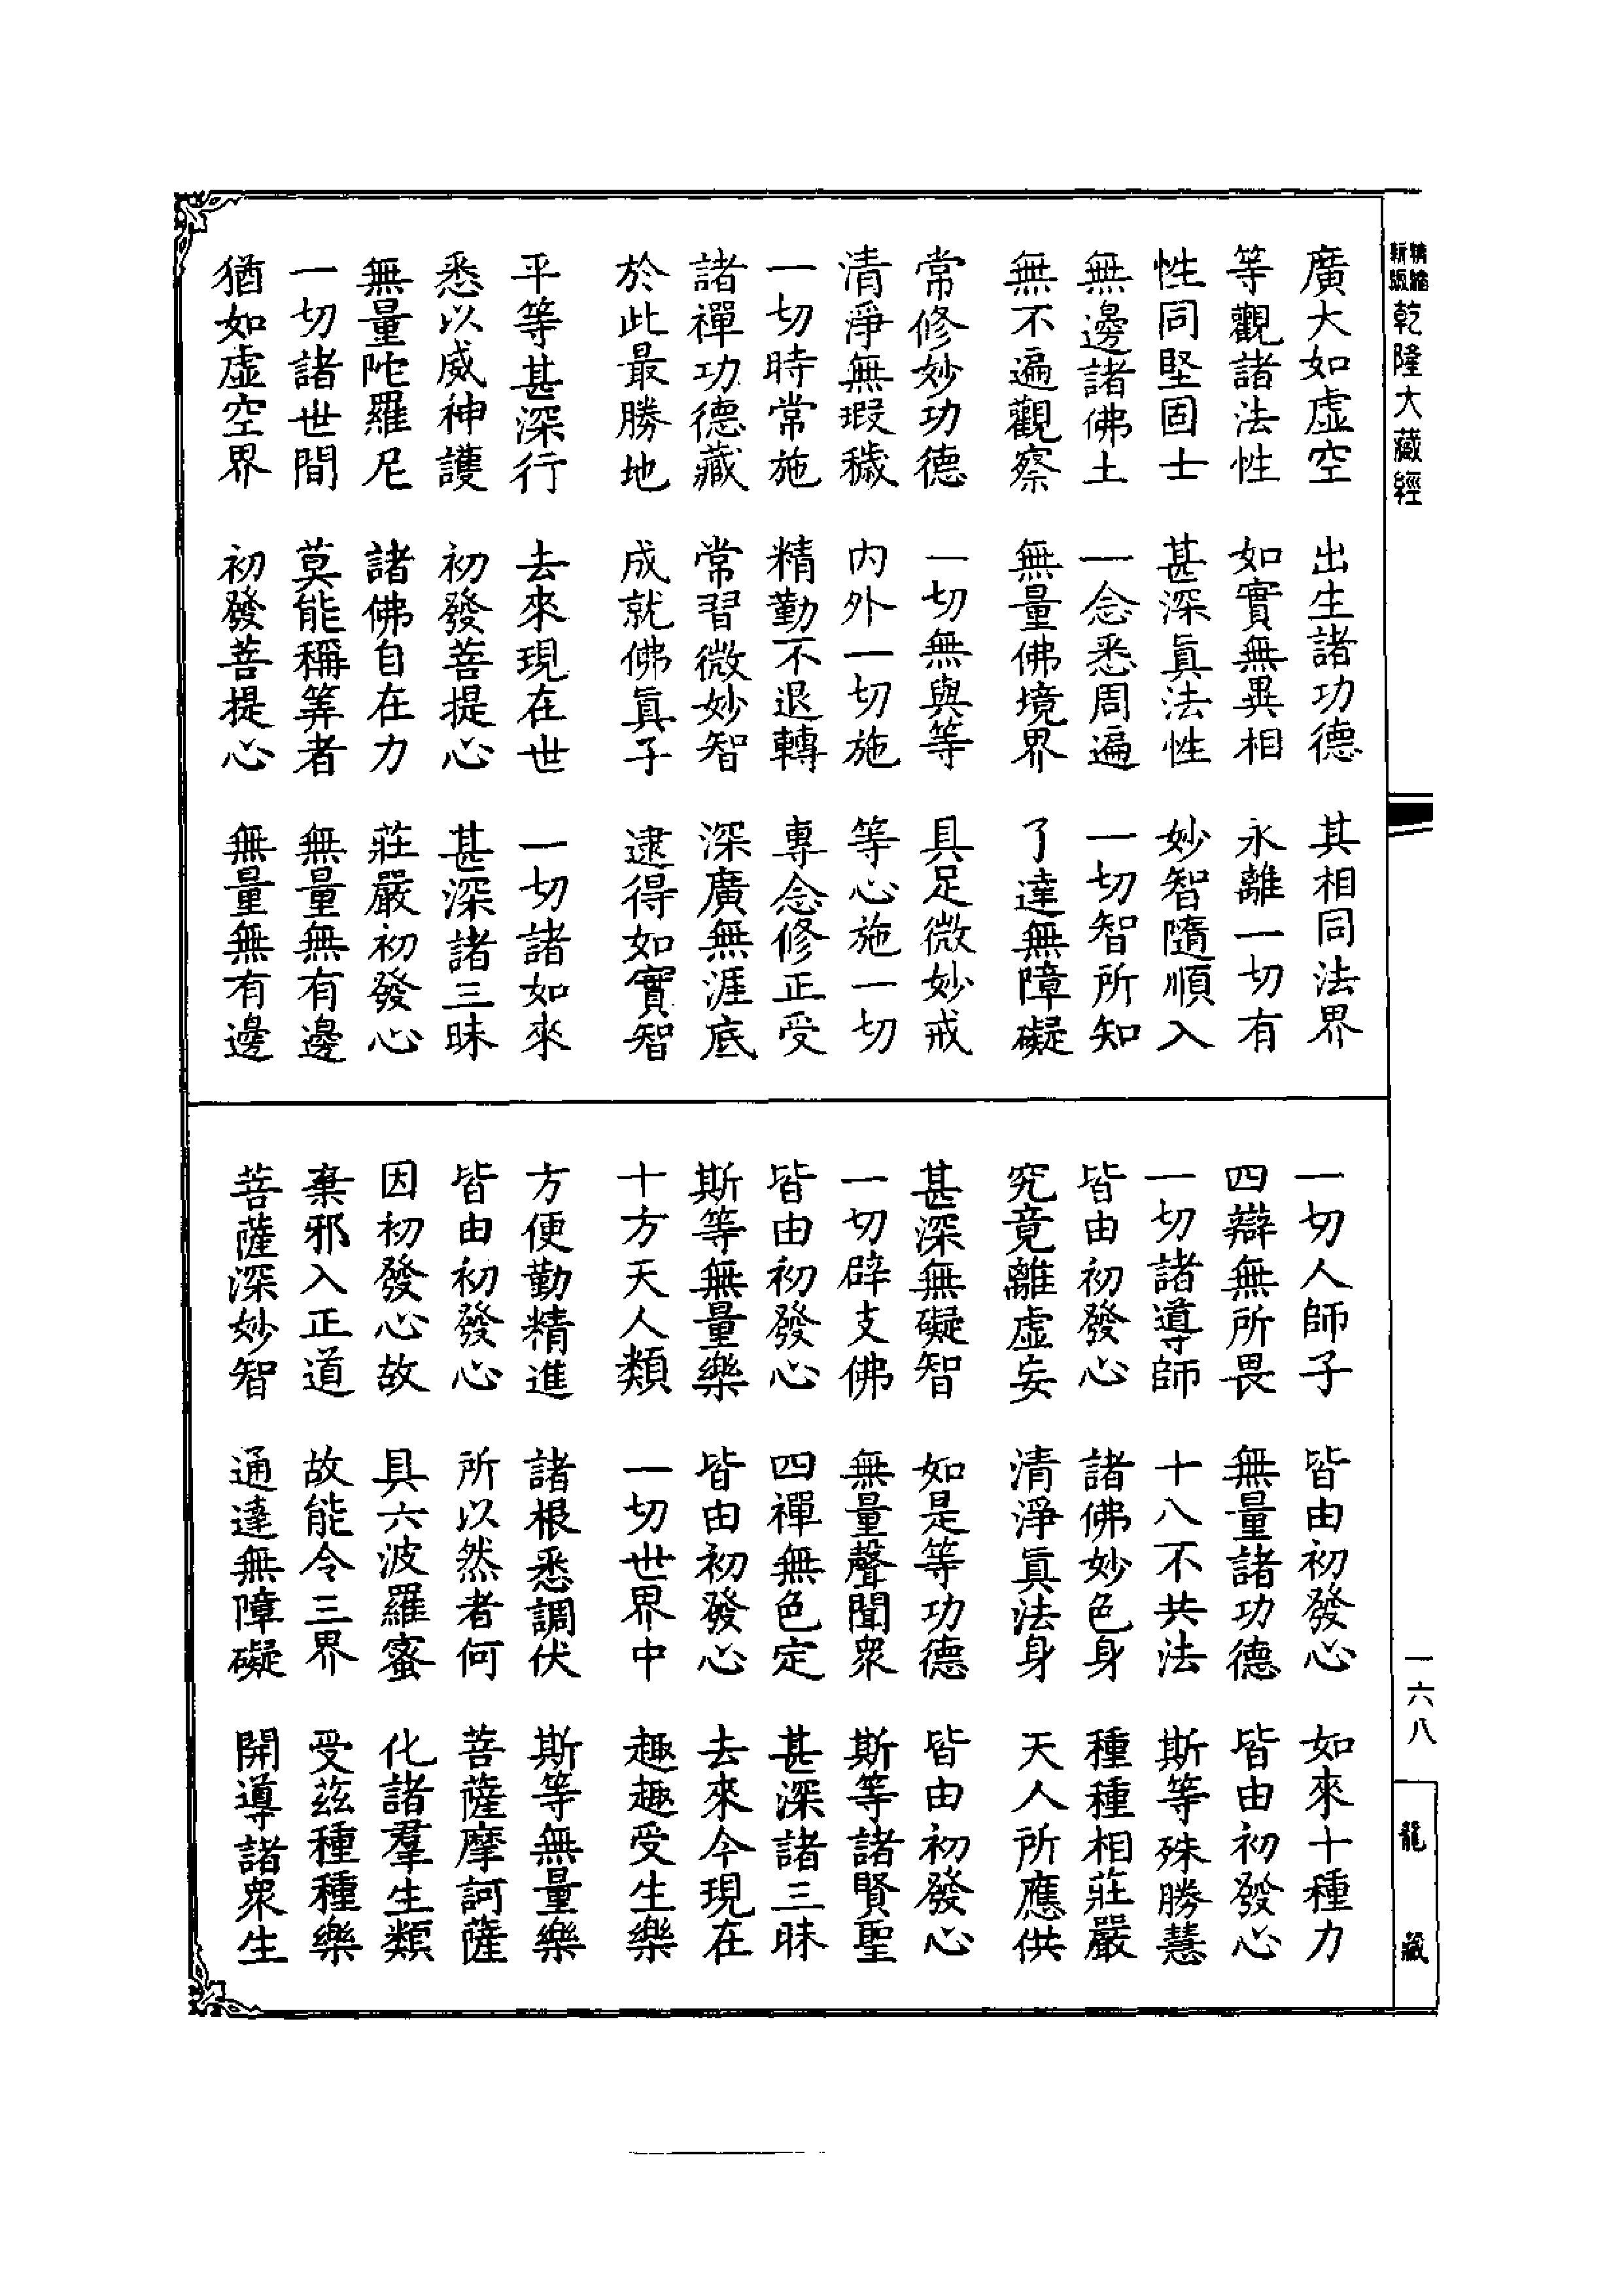 精縮新版乾隆大藏經
廣大如虛空　出生諸功德　其相同法界
等觀諸法性　如實無異相　永離一切有
性同堅固士　甚深眞法性　妙智隨順入
無邊諸佛土　一念悉周遍　一切智所知
無不遍觀察　無量佛境界　了達無障礙
常修妙功德　一切無與等　具足微妙戒
清淨無瑕穢　內外一切施　等心施一切
一切時常施　精勤不退轉　專念修正受
諸禪功德藏　常習微妙智　深廣無涯底
於此最勝地　成就佛眞子　逮得如實智
平等甚深行　去來現在世　一切諸如來
悉以威神護　初發菩提心　甚深諸三昧
無量陀羅尼　諸佛自在力　莊嚴初發心
一切諸世間　莫能稱筭者　無量無有邊
猶如虛空界　初發菩提心　無量無有邊
一切人師子　皆由初發心　如來十種力
四辯無所畏　無量諸功德　皆由初發心
一切諸導師　十八不共法　斯等殊勝慧
皆由初發心　諸佛妙色身　種種相莊嚴
究竟離虛妄　清淨眞法身　天人所應供
甚深無礙智　如是等功德　皆由初發心
一切辟支佛　無量聲聞衆　斯等諸賢聖
皆由初發心　四禪無色定　甚深諸三昧
斯等無量樂　皆由初發心　去來今現在
十方天人類　一切世界中　趣趣受生樂
方便勤精進　諸根悉調伏　斯等無量樂
皆由初發心　所以然者何　菩薩摩訶薩
因初發心故　具六波羅蜜　化諸羣生類
棄邪入正道　故能令三界　受茲種種樂
菩薩深妙智　通達無障礙　開導諸衆生
一六八
龍藏